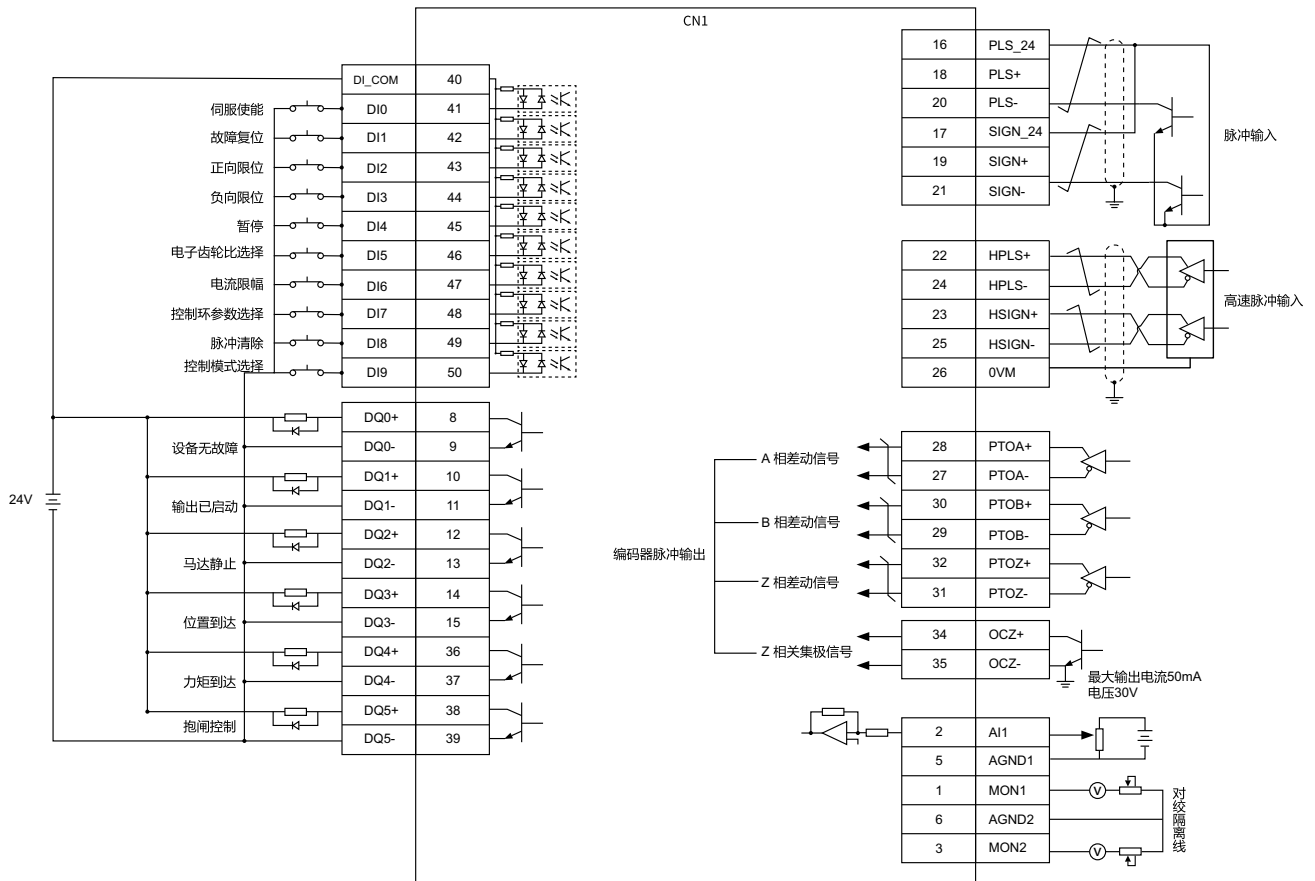 CN1
DI_COM 40
伺服使能 DI0 41
故障复位 DI1 42
正向限位 DI2 43
负向限位 DI3 44
暂停 DI4 45
电子齿轮比选择 DI5 46
电流限幅 DI6 47
控制环参数选择 DI7 48
脉冲清除 DI8 49
控制模式选择 DI9 50
24V
DQ0+ 8
设备无故障 DQ0- 9
DQ1+ 10
输出已启动 DQ1- 11
DQ2+ 12
马达静止 DQ2- 13
DQ3+ 14
位置到达 DQ3- 15
DQ4+ 36
力矩到达 DQ4- 37
DQ5+ 38
抱闸控制 DQ5- 39
16 PLS_24
18 PLS+
20 PLS-
17 SIGN_24
19 SIGN+
21 SIGN-
脉冲输入
22 HPLS+
24 HPLS-
23 HSIGN+
25 HSIGN-
26 0VM
高速脉冲输入
编码器脉冲输出
A 相差动信号
28 PTOA+
27 PTOA-
B 相差动信号
30 PTOB+
29 PTOB-
Z 相差动信号
32 PTOZ+
31 PTOZ-
Z 相关集极信号
34 OCZ+
35 OCZ-
最大输出电流50mA
电压30V
2 AI1
5 AGND1
1 MON1
V
6 AGND2
3 MON2
V
对绞隔离线